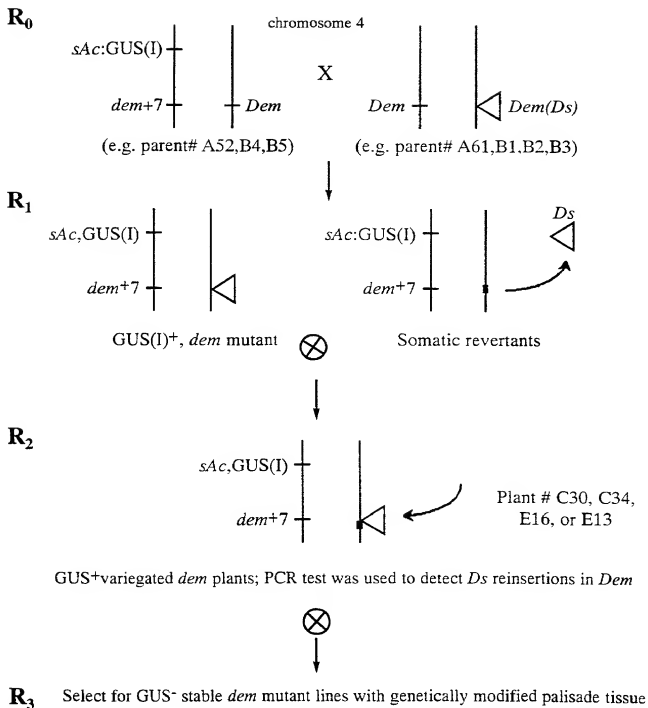 R0
chromosome 4
sAc:GUS(I)
X
dem+7
Dem
Dem
Dem(Ds)
(e.g. parent# A52,B4,B5)
(e.g. parent# A61,B1,B2,B3)
R1
Ds
sAc,GUS(I)
sAc:GUS(I)
dem+7
dem+7
GUS(I)+, dem mutant
Somatic revertants
R2
sAc,GUS(I)
dem+7
Plant # C30, C34,
E16, or E13
GUS+variegated dem plants; PCR test was used to detect Ds reinsertions in Dem
R3 Select for GUS- stable dem mutant lines with genetically modified palisade tissue